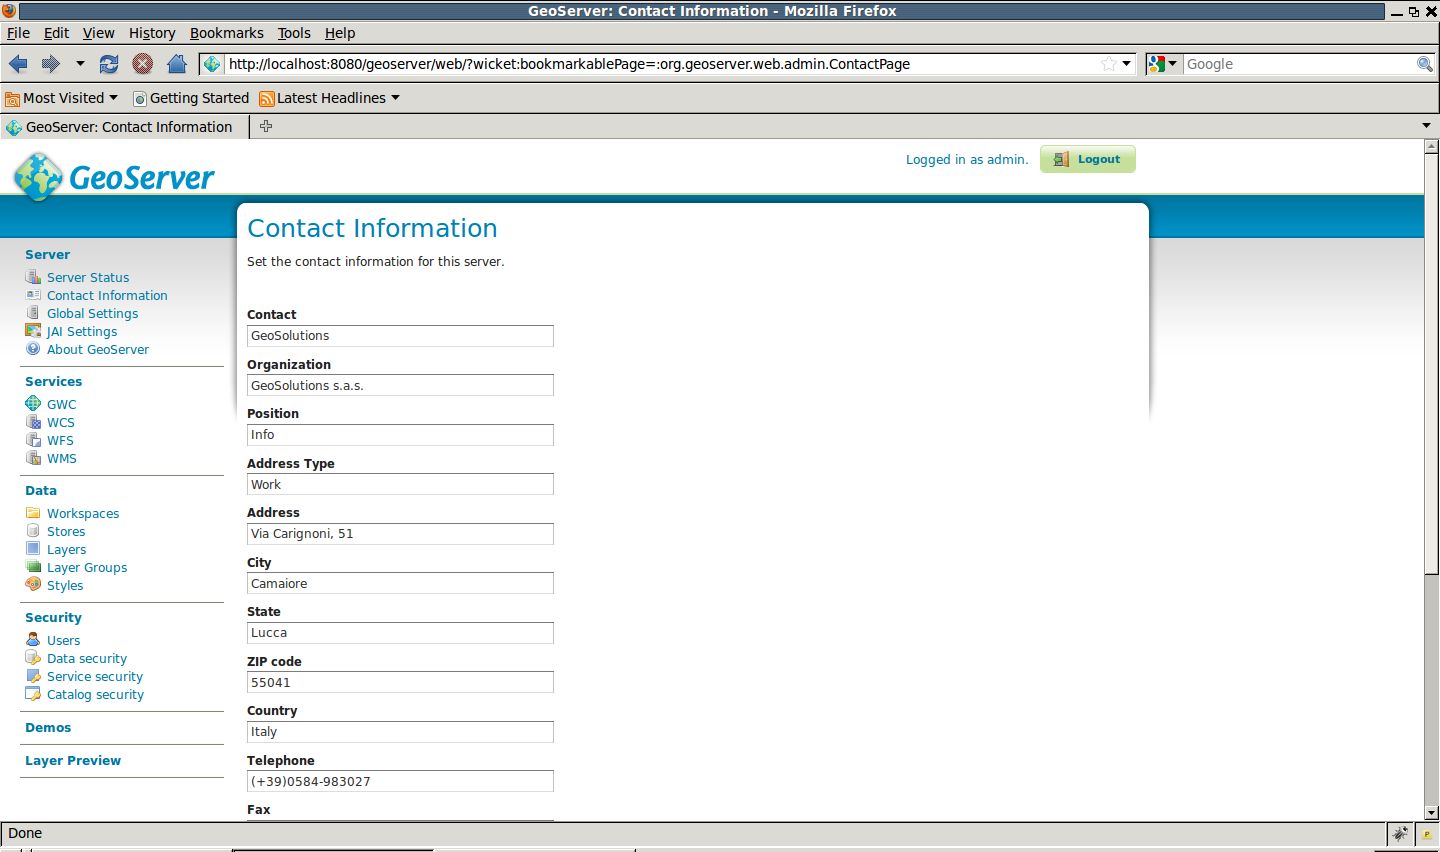 GeoServer: Contact Information - Mozilla Firefox
File Edit View History Bookmarks Tools Help
http://localhost:8080/geoserver/web/?wicket:bookmarkablePage=:org.geoserver.web.admin.ContactPage
Google
Most Visited Getting Started Latest Headlines
GeoServer: Contact Information
GeoServer
Logged in as admin.
Logout
Server
Server Status
Contact Information
Global Settings
JAI Settings
About GeoServer
Services
GWC
WCS
WFS
WMS
Data
Workspaces
Stores
Layers
Layer Groups
Styles
Security
Users
Data security
Service security
Catalog security
Demos
Layer Preview
Contact Information
Set the contact information for this server.
Contact
GeoSolutions
Organization
GeoSolutions s.a.s.
Position
Info
Address Type
Work
Address
Via Carignoni, 51
City
Camaiore
State
Lucca
ZIP code
55041
Country
Italy
Telephone
(+39)0584-983027
Fax
Done